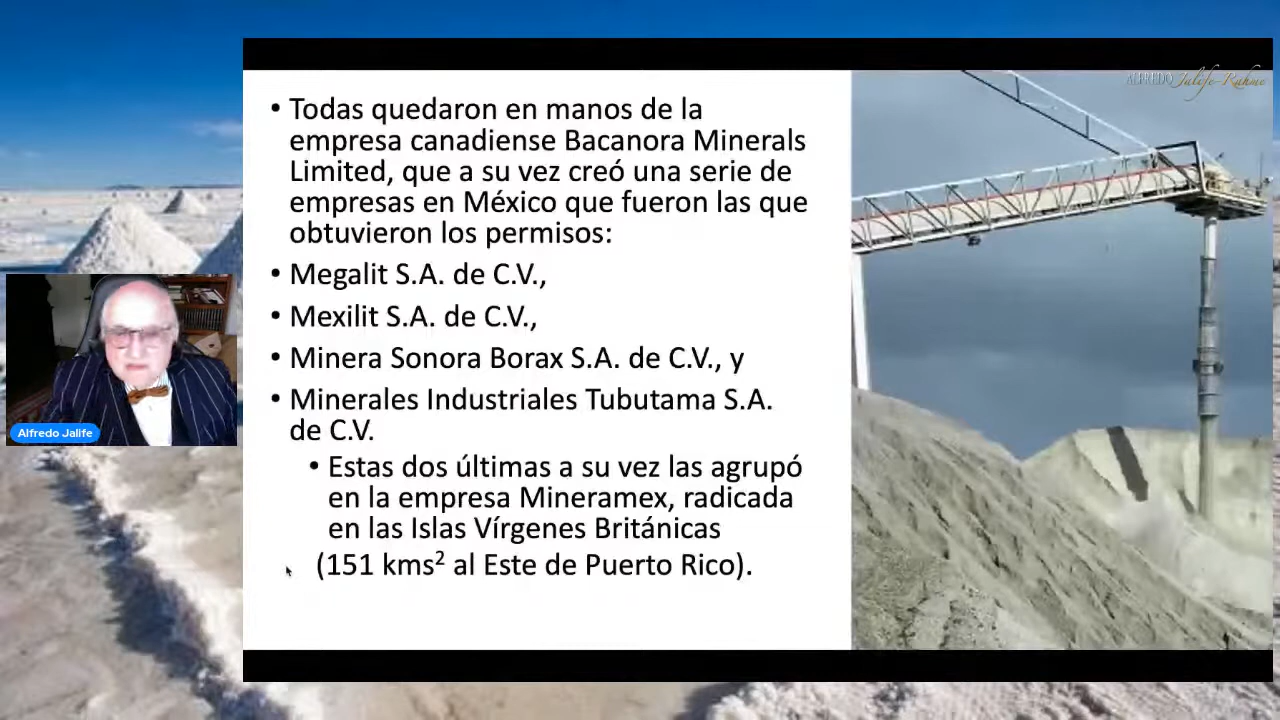 ALFREDO Jalife-Rahme
• Todas quedaron en manos de la
empresa canadiense Bacanora Minerals
Limited, que a su vez creó una serie de
empresas en México que fueron las que
obtuvieron los permisos:
• Megalit S.A. de C.V.,
• Mexilit S.A. de C.V.,
• Minera Sonora Borax S.A. de C.V., y
• Minerales Industriales Tubutama S.A.
de C.V.
• Estas dos últimas a su vez las agrupó
en la empresa Mineramex, radicada
en las Islas Vírgenes Británicas
(151 kms² al Este de Puerto Rico).
Alfredo Jalife